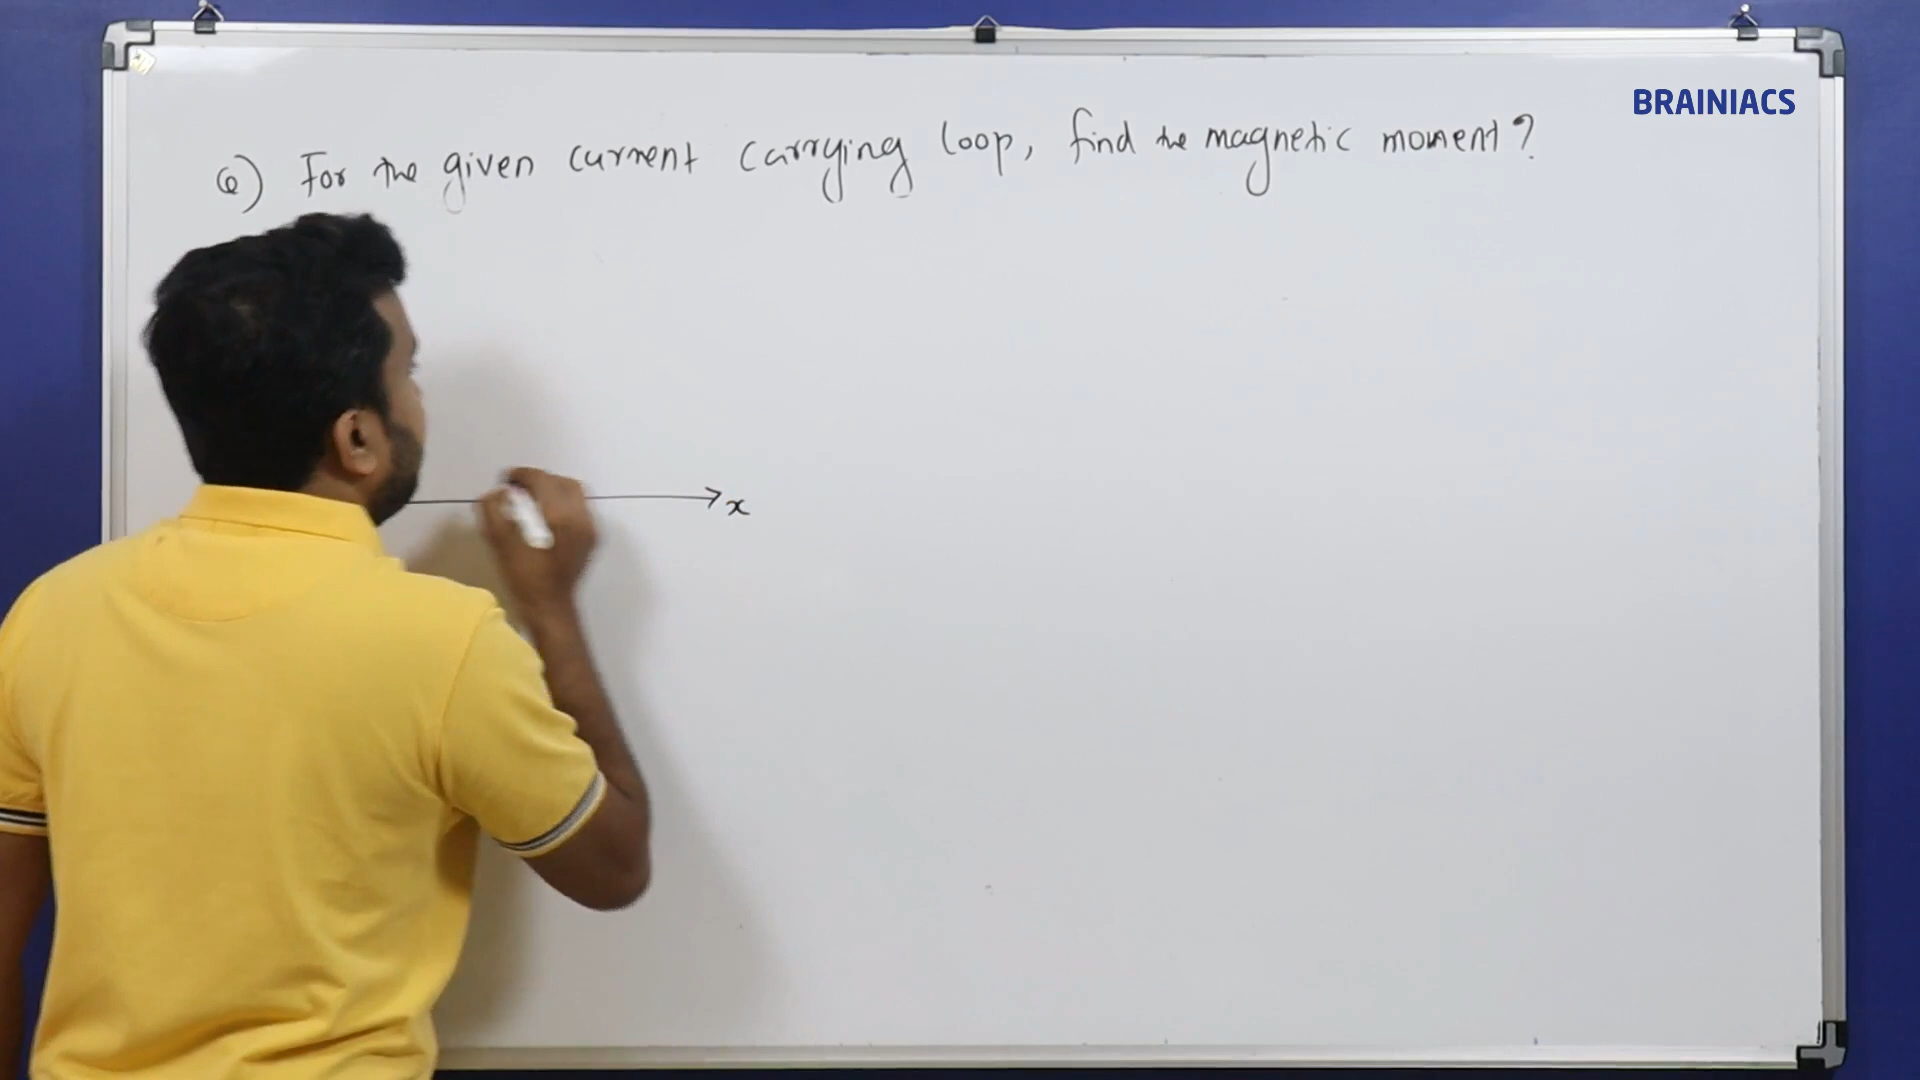 BRAINIACS
Q) For the given current carrying loop, find the magnetic moment?
x